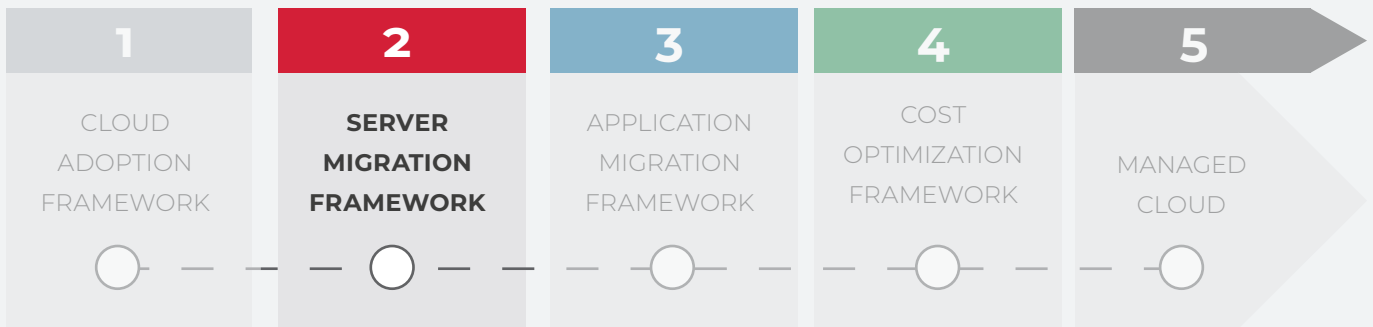 1
CLOUD
ADOPTION
FRAMEWORK
2
SERVER
MIGRATION
FRAMEWORK
3
APPLICATION
MIGRATION
FRAMEWORK
4
COST
OPTIMIZATION
FRAMEWORK
5
MANAGED
CLOUD